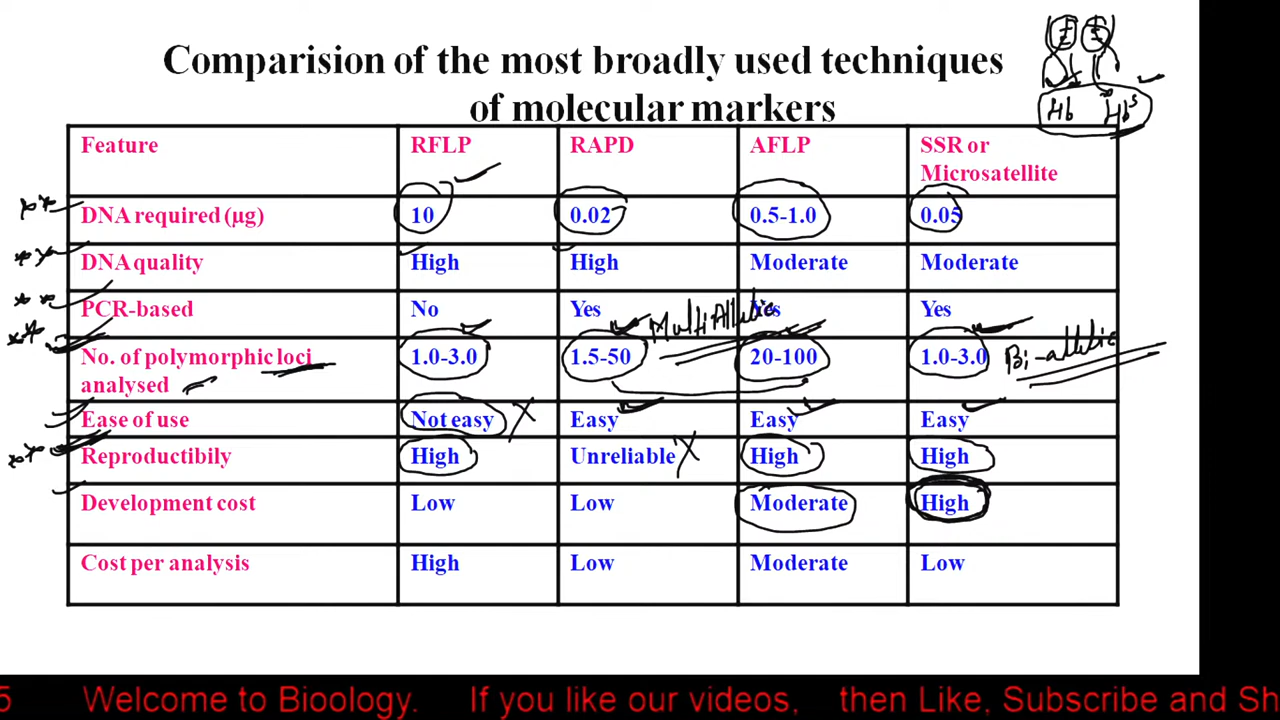 Comparision of the most broadly used techniques
of molecular markers
Hb Hbs
Feature RFLP RAPD AFLP SSR or Microsatellite
DNA required (µg) 10 0.02 0.5-1.0 0.05
DNA quality High High Moderate Moderate
PCR-based No Yes Yes Yes
Multi Allelic
No. of polymorphic loci analysed 1.0-3.0 1.5-50 20-100 1.0-3.0
Bi-allelic
Ease of use Not easy Easy Easy Easy
Reproductibily High Unreliable High High
Development cost Low Low Moderate High
Cost per analysis High Low Moderate Low
5 Welcome to Bioology. If you like our videos, then Like, Subscribe and Sh